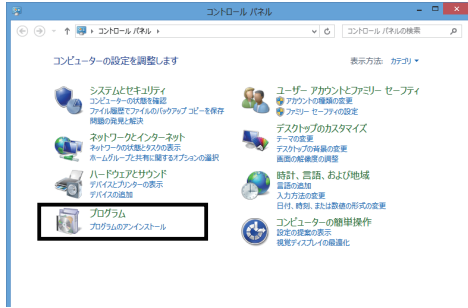 コントロール パネル
コントロール パネル
コントロール パネルの検索
コンピューターの設定を調整します
表示方法: カテゴリ
システムとセキュリティ
コンピューターの状態を確認
ファイル履歴でファイルのバックアップ コピーを保存
問題の発見と解決
ネットワークとインターネット
ネットワークの状態とタスクの表示
ホームグループと共有に関するオプションの選択
ハードウェアとサウンド
デバイスとプリンターの表示
デバイスの追加
プログラム
プログラムのアンインストール
ユーザー アカウントとファミリー セーフティ
アカウントの種類の変更
ファミリー セーフティの設定
デスクトップのカスタマイズ
テーマの変更
デスクトップの背景の変更
画面の解像度の調整
時計、言語、および地域
言語の追加
入力方法の変更
日付、時刻、または数値の形式の変更
コンピューターの簡単操作
設定の提案の表示
視覚ディスプレイの最適化